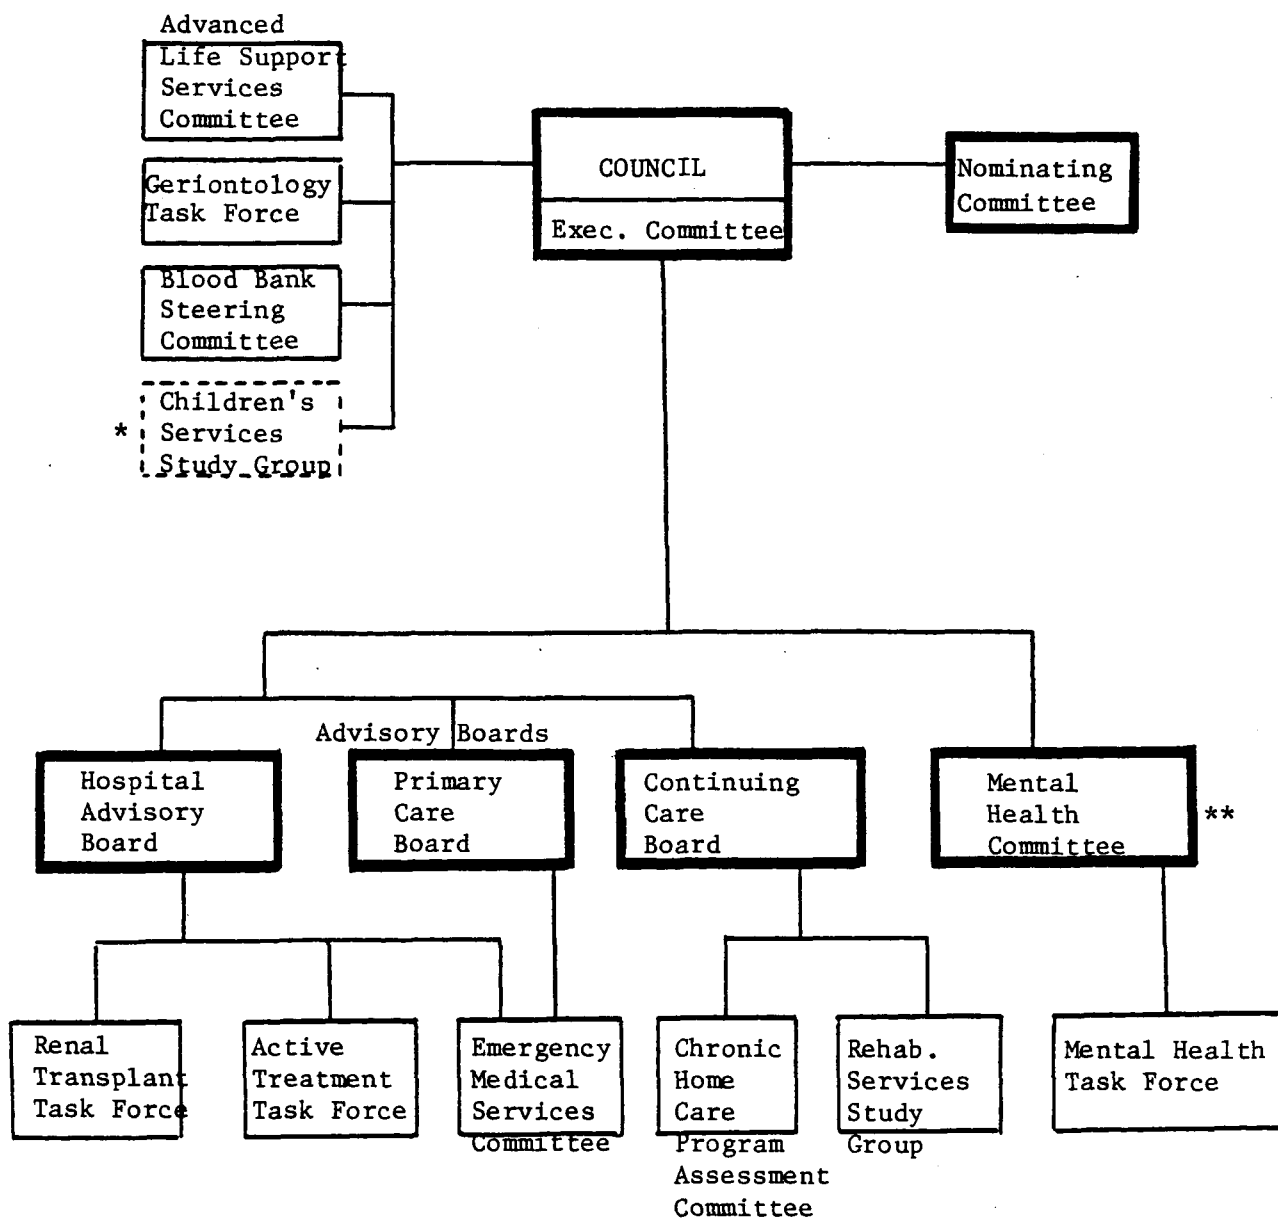 Advanced
Life Support
Services
Committee
Geriontology
Task Force
Blood Bank
Steering
Committee
*
Children's
Services
Study Group
COUNCIL
Exec. Committee
Nominating
Committee
Advisory Boards
Hospital
Advisory
Board
Primary
Care
Board
Continuing
Care
Board
Mental
Health
Committee
**
Renal
Transplant
Task Force
Active
Treatment
Task Force
Emergency
Medical
Services
Committee
Chronic
Home
Care
Program
Assessment
Committee
Rehab.
Services
Study
Group
Mental Health
Task Force